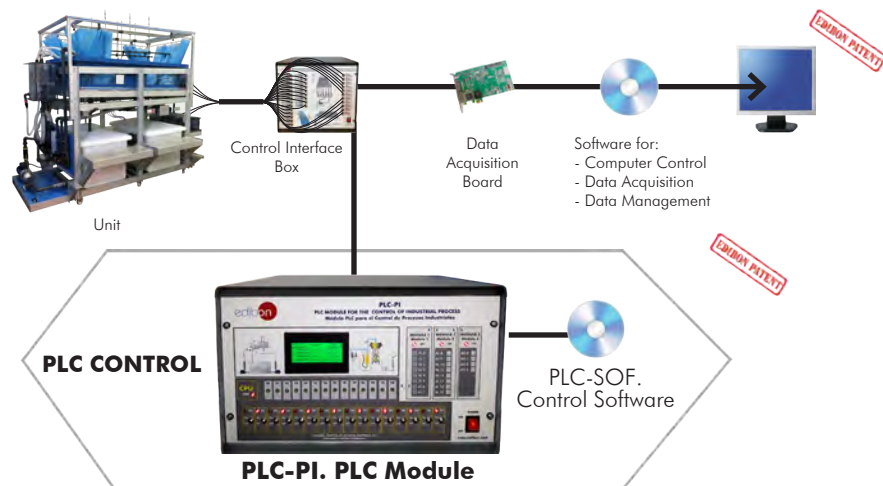 EDIBON PATENT
Control Interface
Box
Data
Acquisition
Board
Software for:
- Computer Control
- Data Acquisition
- Data Management
Unit
EDIBON PATENT
PLC CONTROL
edibon
PLC-PI
PLC MODULE FOR THE CONTROL OF INDUSTRIAL PROCESS
Módulo PLC para el Control de Procesos Industriales
CPU
PLC-SOF.
Control Software
PLC-PI. PLC Module